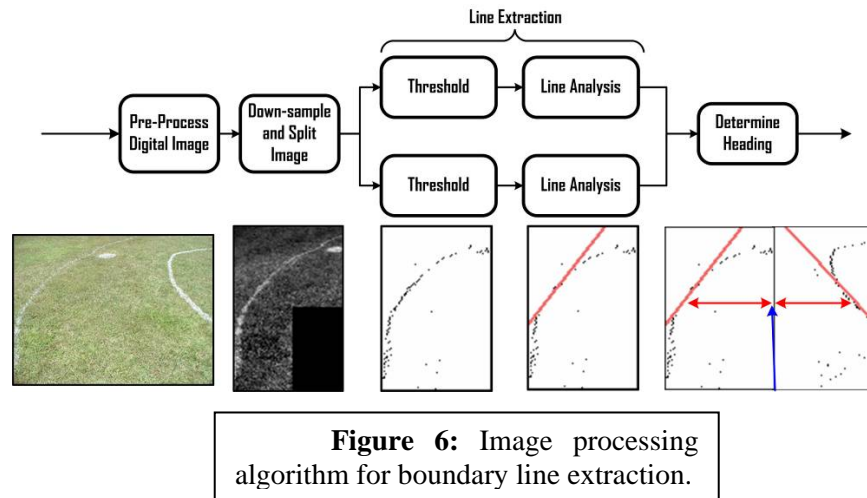 Line Extraction
Threshold
Line Analysis
Pre-Process
Digital Image
Down-sample
and Split
Image
Determine
Heading
Threshold
Line Analysis
Figure 6: Image processing
algorithm for boundary line extraction.